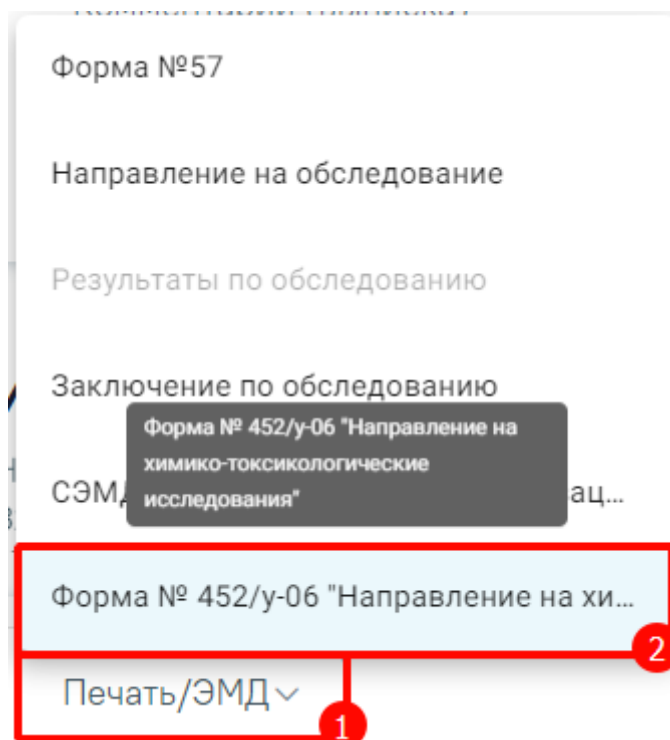 Форма №57
Направление на обследование
Результаты по обследованию
Заключение по обследованию
Форма № 452/у-06 "Направление на
химико-токсикологические
исследования"
СЭМД ац...
Форма № 452/у-06 "Направление на хи...
2
Печать/ЭМД
1